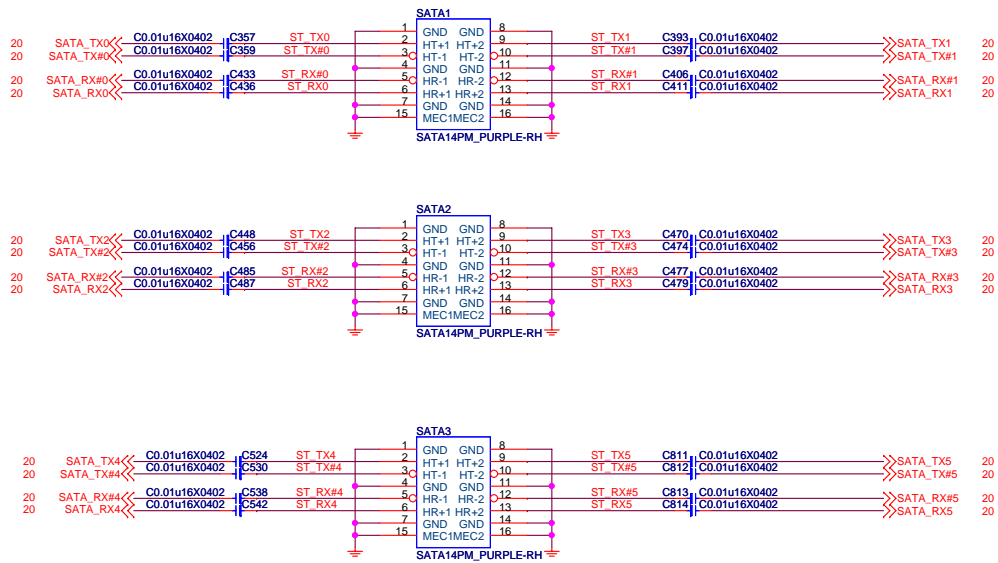 SATA1
1 GND GND 8
20 SATA_TX0 C0.01u16X0402 C357 ST_TX0 2 HT+1 HT+2 9 ST_TX1 C393 C0.01u16X0402 SATA_TX1 20
20 SATA_TX#0 C0.01u16X0402 C359 ST_TX#0 3 HT-1 HT-2 10 ST_TX#1 C397 C0.01u16X0402 SATA_TX#1 20
4 GND GND 11
20 SATA_RX#0 C0.01u16X0402 C433 ST_RX#0 5 HR-1 HR-2 12 ST_RX#1 C406 C0.01u16X0402 SATA_RX#1 20
20 SATA_RX0 C0.01u16X0402 C436 ST_RX0 6 HR+1 HR+2 13 ST_RX1 C411 C0.01u16X0402 SATA_RX1 20
7 GND GND 14
15 MEC1MEC2 16
SATA14PM_PURPLE-RH
SATA2
1 GND GND 8
20 SATA_TX2 C0.01u16X0402 C448 ST_TX2 2 HT+1 HT+2 9 ST_TX3 C470 C0.01u16X0402 SATA_TX3 20
20 SATA_TX#2 C0.01u16X0402 C456 ST_TX#2 3 HT-1 HT-2 10 ST_TX#3 C474 C0.01u16X0402 SATA_TX#3 20
4 GND GND 11
20 SATA_RX#2 C0.01u16X0402 C485 ST_RX#2 5 HR-1 HR-2 12 ST_RX#3 C477 C0.01u16X0402 SATA_RX#3 20
20 SATA_RX2 C0.01u16X0402 C487 ST_RX2 6 HR+1 HR+2 13 ST_RX3 C479 C0.01u16X0402 SATA_RX3 20
7 GND GND 14
15 MEC1MEC2 16
SATA14PM_PURPLE-RH
SATA3
1 GND GND 8
20 SATA_TX4 C0.01u16X0402 C524 ST_TX4 2 HT+1 HT+2 9 ST_TX5 C811 C0.01u16X0402 SATA_TX5 20
20 SATA_TX#4 C0.01u16X0402 C530 ST_TX#4 3 HT-1 HT-2 10 ST_TX#5 C812 C0.01u16X0402 SATA_TX#5 20
4 GND GND 11
20 SATA_RX#4 C0.01u16X0402 C538 ST_RX#4 5 HR-1 HR-2 12 ST_RX#5 C813 C0.01u16X0402 SATA_RX#5 20
20 SATA_RX4 C0.01u16X0402 C542 ST_RX4 6 HR+1 HR+2 13 ST_RX5 C814 C0.01u16X0402 SATA_RX5 20
7 GND GND 14
15 MEC1MEC2 16
SATA14PM_PURPLE-RH